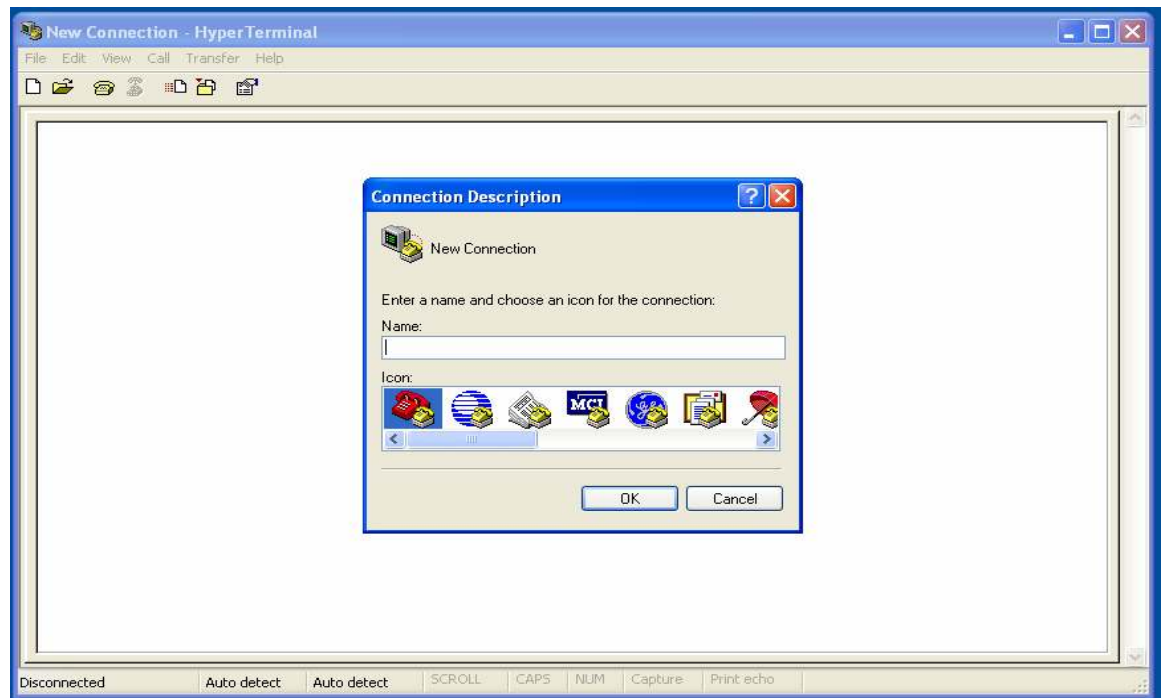 New Connection - HyperTerminal
File Edit View Call Transfer Help
Connection Description
New Connection
Enter a name and choose an icon for the connection:
Name:
Icon:
MCI
OK Cancel
Disconnected Auto detect Auto detect SCROLL CAPS NUM Capture Print echo